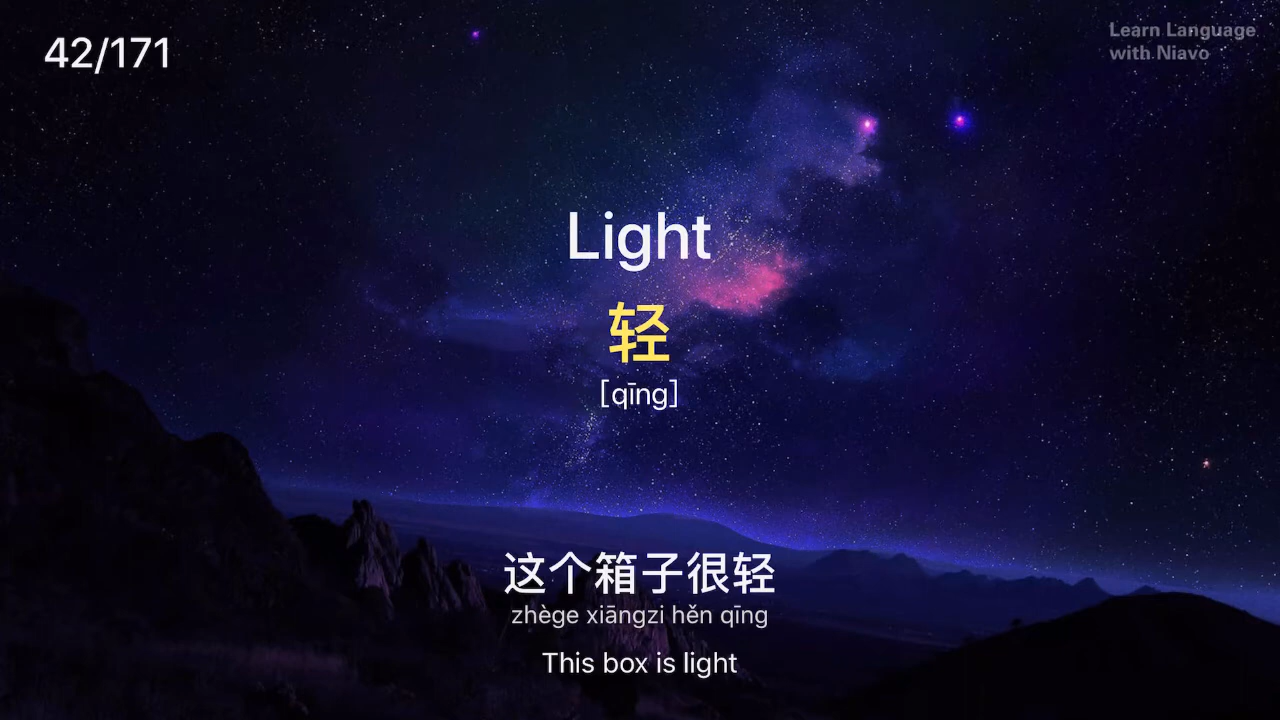 42/171
Learn Language
with Niavo
Light
轻
[qīng]
这个箱子很轻
zhège xiāngzi hěn qīng
This box is light